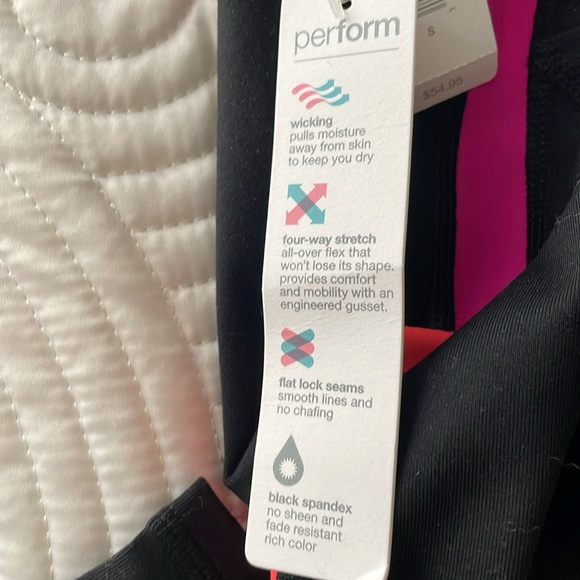 perform
S
$54.95
wicking
pulls moisture
away from skin
to keep you dry
four-way stretch
all-over flex that
won't lose its shape.
provides comfort
and mobility with an
engineered gusset.
flat lock seams
smooth lines and
no chafing
black spandex
no sheen and
fade resistant
rich color